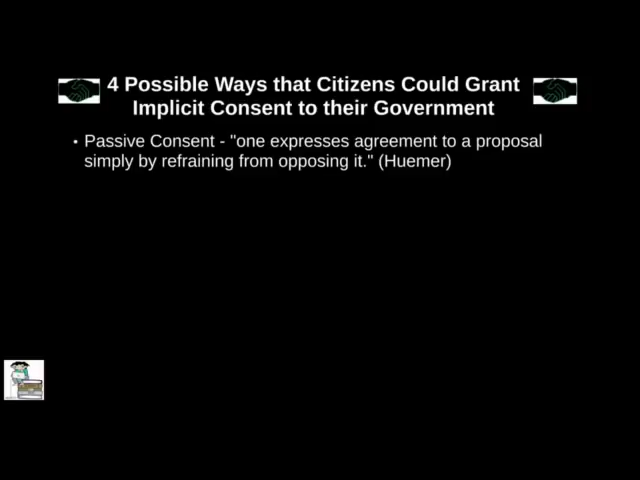 4 Possible Ways that Citizens Could Grant
Implicit Consent to their Government
• Passive Consent - "one expresses agreement to a proposal
simply by refraining from opposing it." (Huemer)